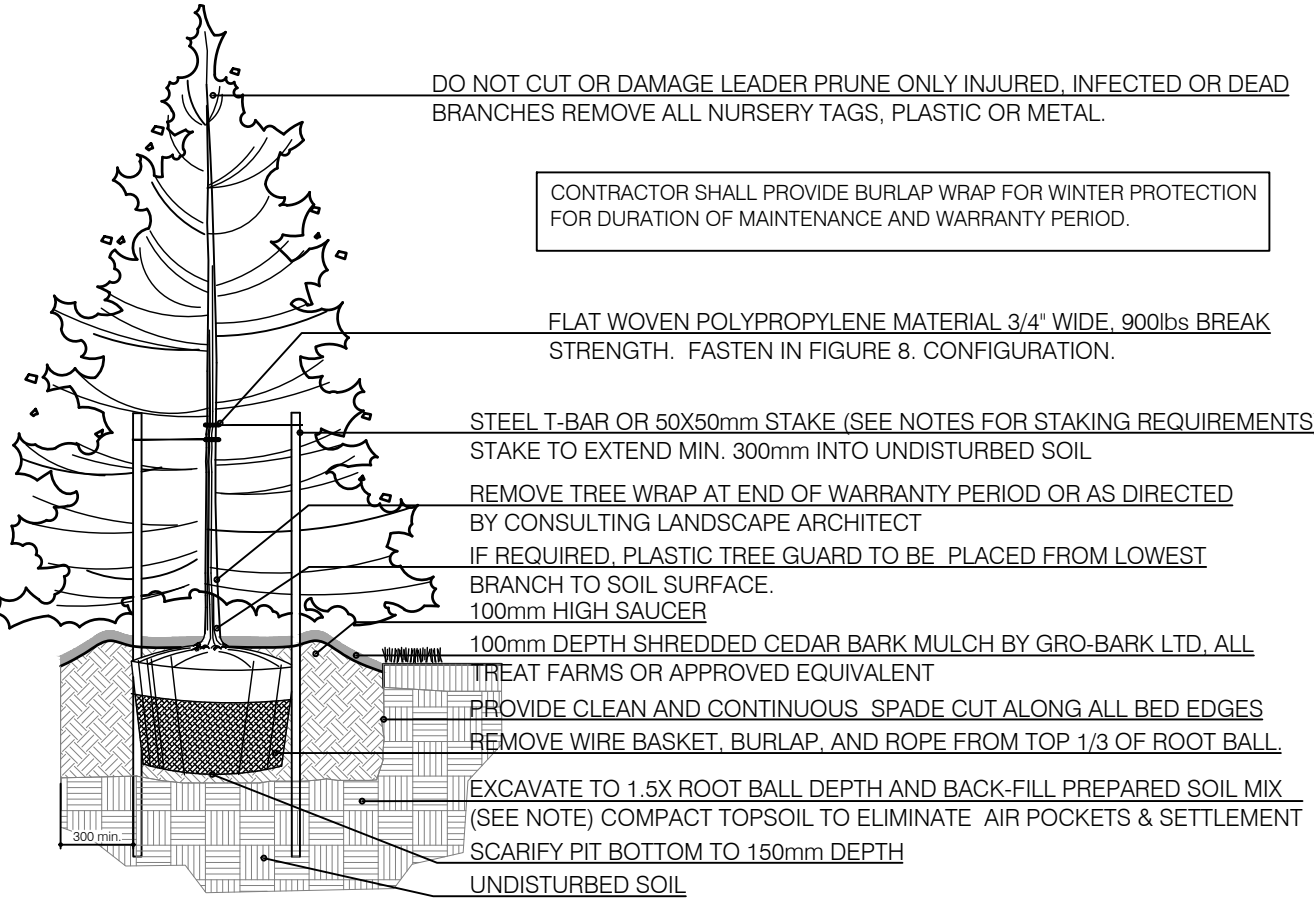 DO NOT CUT OR DAMAGE LEADER PRUNE ONLY INJURED, INFECTED OR DEAD
BRANCHES REMOVE ALL NURSERY TAGS, PLASTIC OR METAL.
CONTRACTOR SHALL PROVIDE BURLAP WRAP FOR WINTER PROTECTION
FOR DURATION OF MAINTENANCE AND WARRANTY PERIOD.
FLAT WOVEN POLYPROPYLENE MATERIAL 3/4" WIDE, 900lbs BREAK
STRENGTH. FASTEN IN FIGURE 8. CONFIGURATION.
STEEL T-BAR OR 50X50mm STAKE (SEE NOTES FOR STAKING REQUIREMENTS
STAKE TO EXTEND MIN. 300mm INTO UNDISTURBED SOIL
REMOVE TREE WRAP AT END OF WARRANTY PERIOD OR AS DIRECTED
BY CONSULTING LANDSCAPE ARCHITECT
IF REQUIRED, PLASTIC TREE GUARD TO BE PLACED FROM LOWEST
BRANCH TO SOIL SURFACE.
100mm HIGH SAUCER
100mm DEPTH SHREDDED CEDAR BARK MULCH BY GRO-BARK LTD, ALL
TREAT FARMS OR APPROVED EQUIVALENT
PROVIDE CLEAN AND CONTINUOUS SPADE CUT ALONG ALL BED EDGES
REMOVE WIRE BASKET, BURLAP, AND ROPE FROM TOP 1/3 OF ROOT BALL.
EXCAVATE TO 1.5X ROOT BALL DEPTH AND BACK-FILL PREPARED SOIL MIX
(SEE NOTE) COMPACT TOPSOIL TO ELIMINATE AIR POCKETS & SETTLEMENT
300 min.
SCARIFY PIT BOTTOM TO 150mm DEPTH
UNDISTURBED SOIL